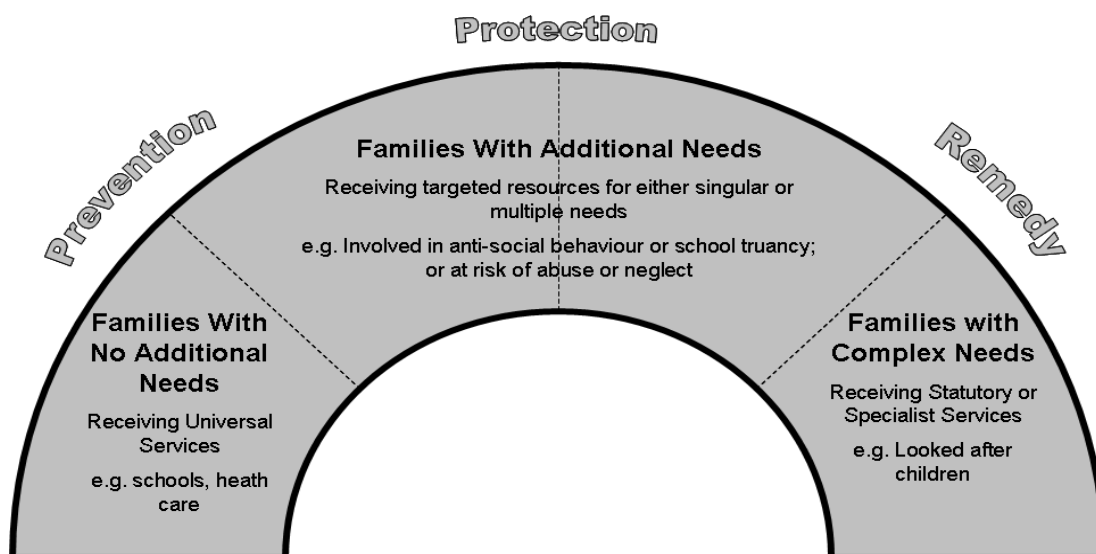 Protection
Prevention
Remedy
Families With Additional Needs
Receiving targeted resources for either singular or
multiple needs
e.g. Involved in anti-social behaviour or school truancy;
or at risk of abuse or neglect
Families With
No Additional
Needs
Receiving Universal
Services
e.g. schools, heath
care
Families with
Complex Needs
Receiving Statutory or
Specialist Services
e.g. Looked after
children